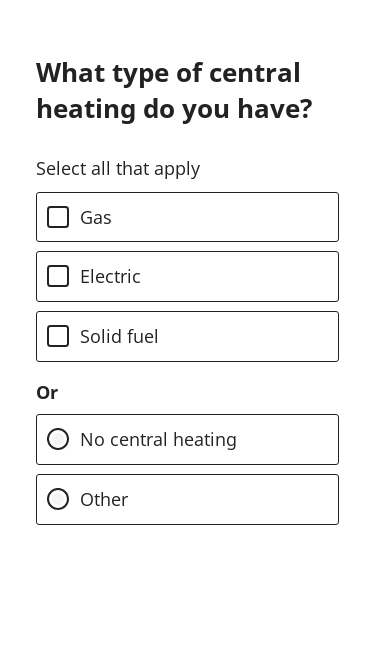 What type of central
heating do you have?
Select all that apply
Gas
Electric
Solid fuel
Or
No central heating
Other